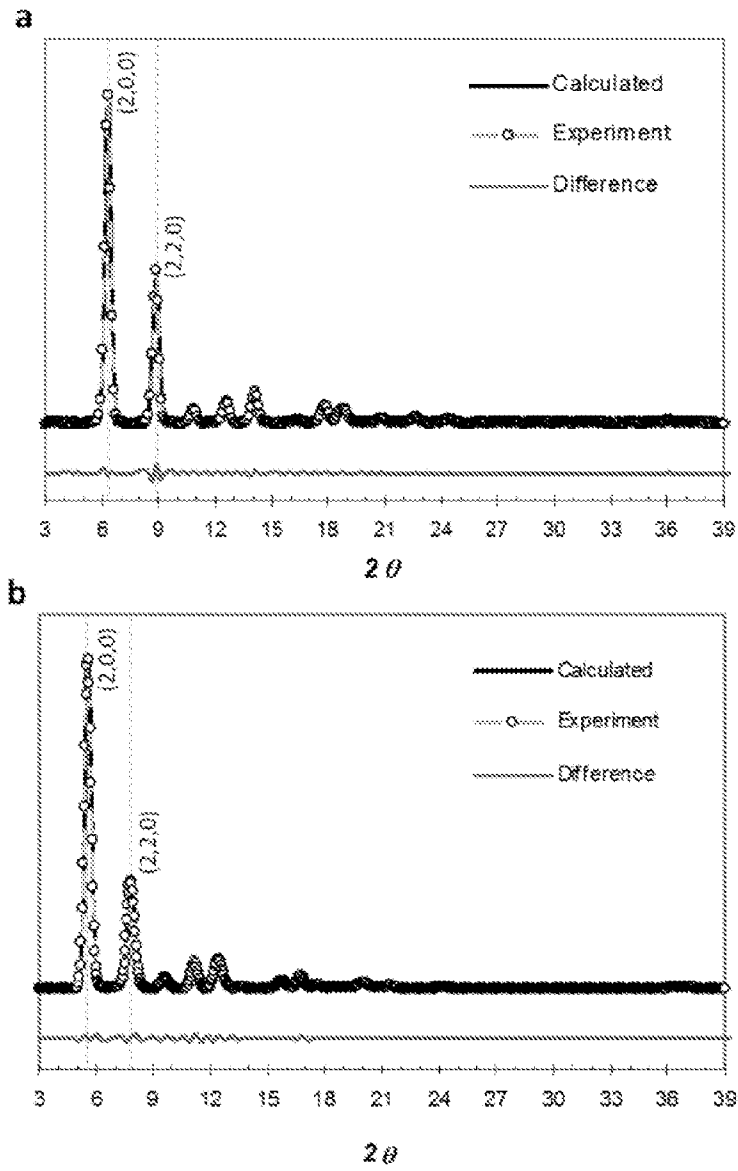 a
{2,0,0}
{2,2,0}
Calculated
Experiment
Difference
3 6 9 12 15 18 21 24 27 30 33 36 39
2θ
b
{2,0,0}
{2,2,0}
Calculated
Experiment
Difference
3 6 9 12 15 18 21 24 27 30 33 36 39
2θ